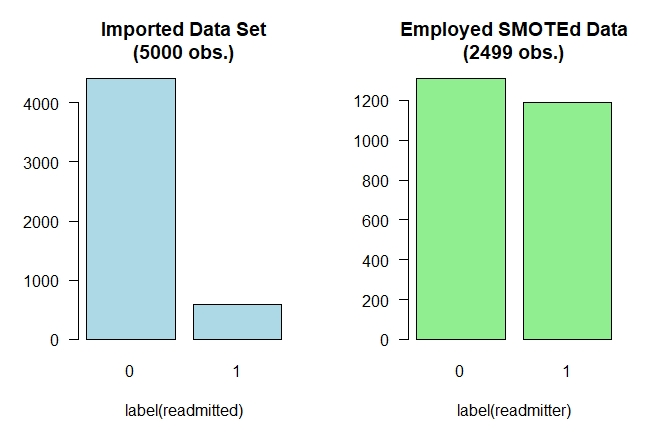 Imported Data Set
(5000 obs.)
4000
3000
2000
1000
0
0 1
label(readmitted)
Employed SMOTEd Data
(2499 obs.)
1200
1000
800
600
400
200
0
0 1
label(readmitter)